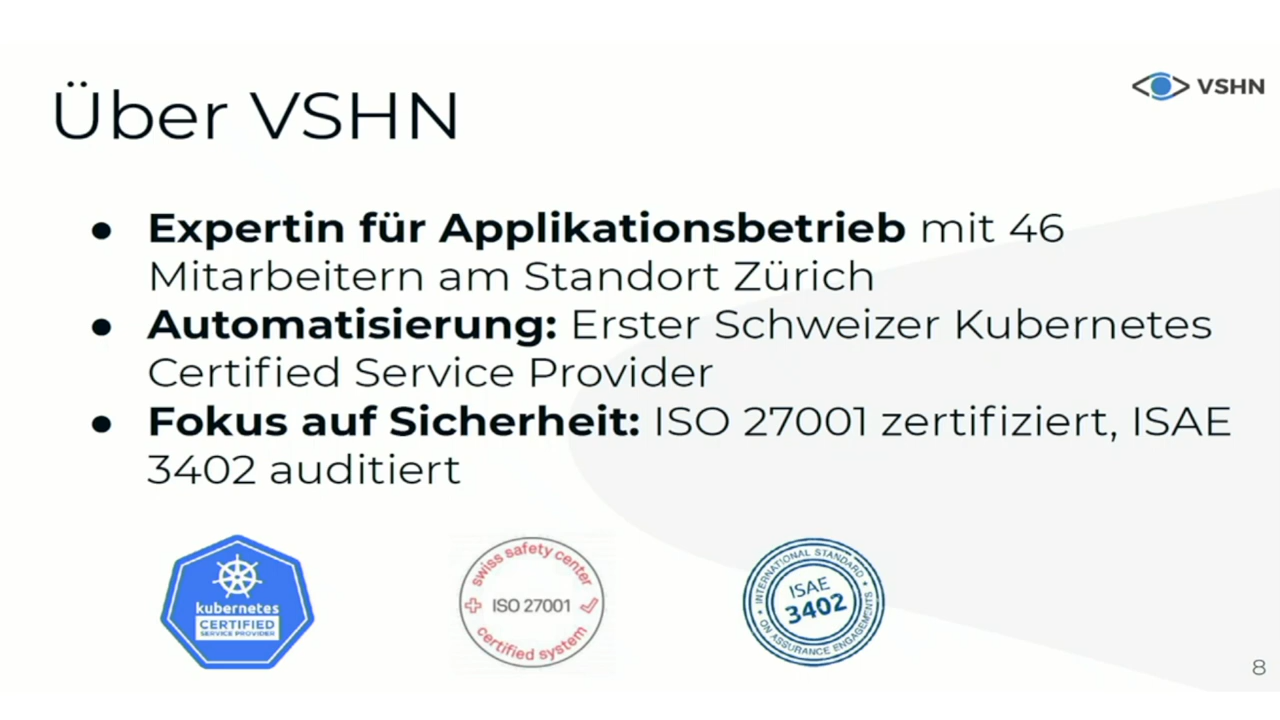 Über VSHN
VSHN
● Expertin für Applikationsbetrieb mit 46
Mitarbeitern am Standort Zürich
● Automatisierung: Erster Schweizer Kubernetes
Certified Service Provider
● Fokus auf Sicherheit: ISO 27001 zertifiziert, ISAE
3402 auditiert
kubernetes
CERTIFIED
SERVICE PROVIDER
swiss safety center
ISO 27001
certified system
INTERNATIONAL STANDARD
ISAE
3402
ON ASSURANCE ENGAGEMENTS
8